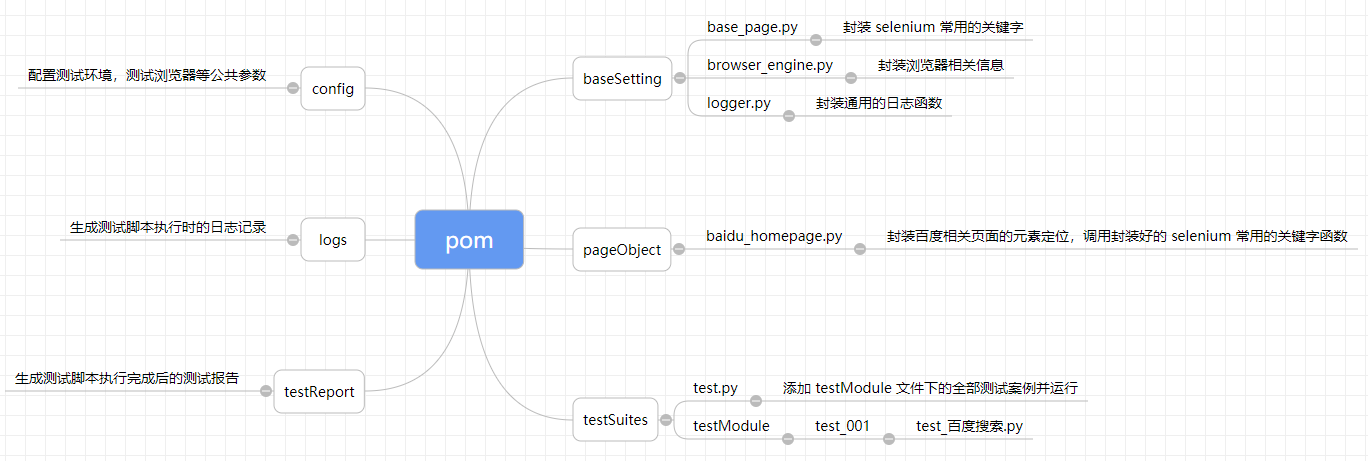 pom
config
配置测试环境，测试浏览器等公共参数
logs
生成测试脚本执行时的日志记录
testReport
生成测试脚本执行完成后的测试报告
baseSetting
base_page.py
封装 selenium 常用的关键字
browser_engine.py
封装浏览器相关信息
logger.py
封装通用的日志函数
pageObject
baidu_homepage.py
封装百度相关页面的元素定位，调用封装好的 selenium 常用的关键字函数
testSuites
test.py
添加 testModule 文件下的全部测试案例并运行
testModule
test_001
test_百度搜索.py